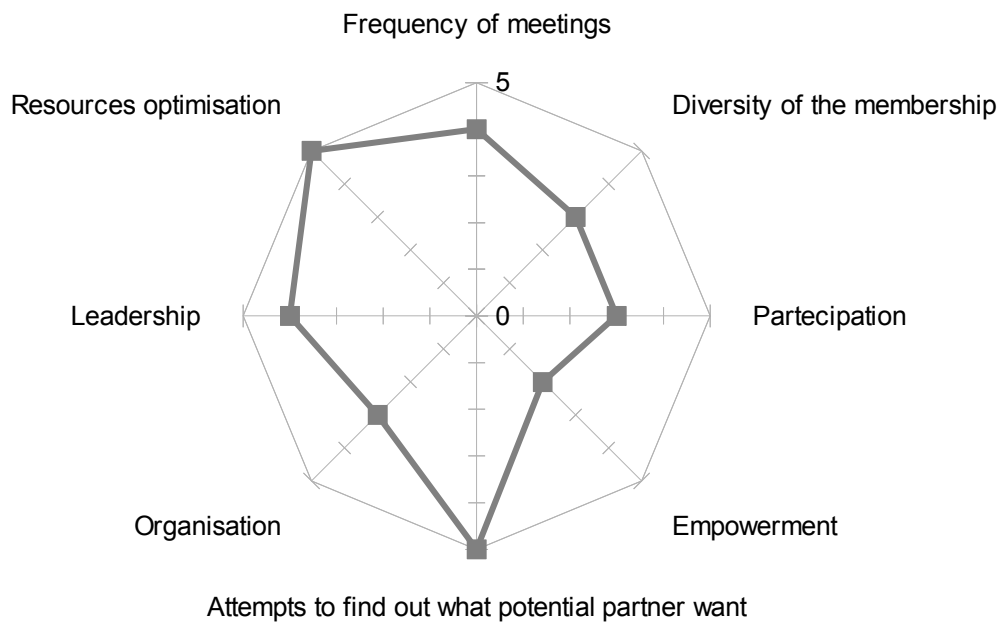 Frequency of meetings
5
Resources optimisation
Diversity of the membership
Leadership
0
Partecipation
Organisation
Empowerment
Attempts to find out what potential partner want